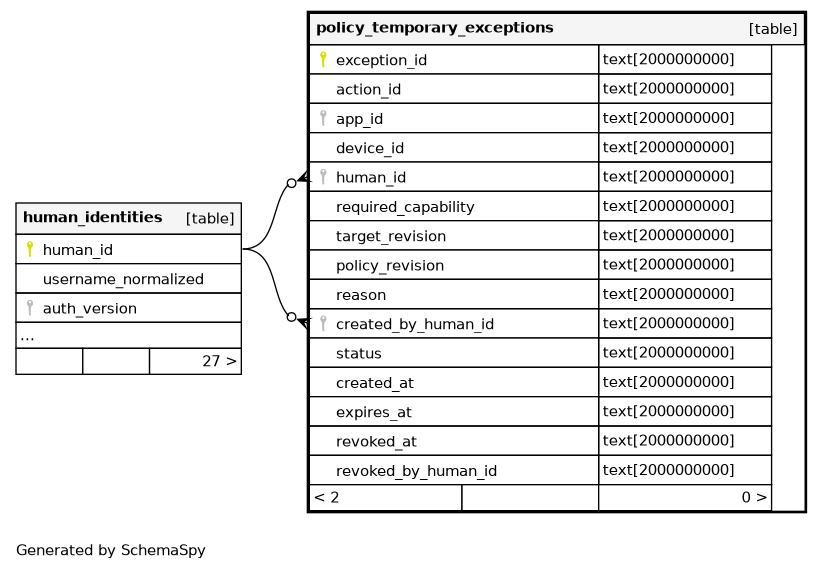 policy_temporary_exceptions [table]
exception_id text[2000000000]
action_id text[2000000000]
app_id text[2000000000]
device_id text[2000000000]
human_id text[2000000000]
required_capability text[2000000000]
target_revision text[2000000000]
policy_revision text[2000000000]
reason text[2000000000]
created_by_human_id text[2000000000]
status text[2000000000]
created_at text[2000000000]
expires_at text[2000000000]
revoked_at text[2000000000]
revoked_by_human_id text[2000000000]
< 2 0 >
human_identities [table]
human_id
username_normalized
auth_version
...
27 >
Generated by SchemaSpy